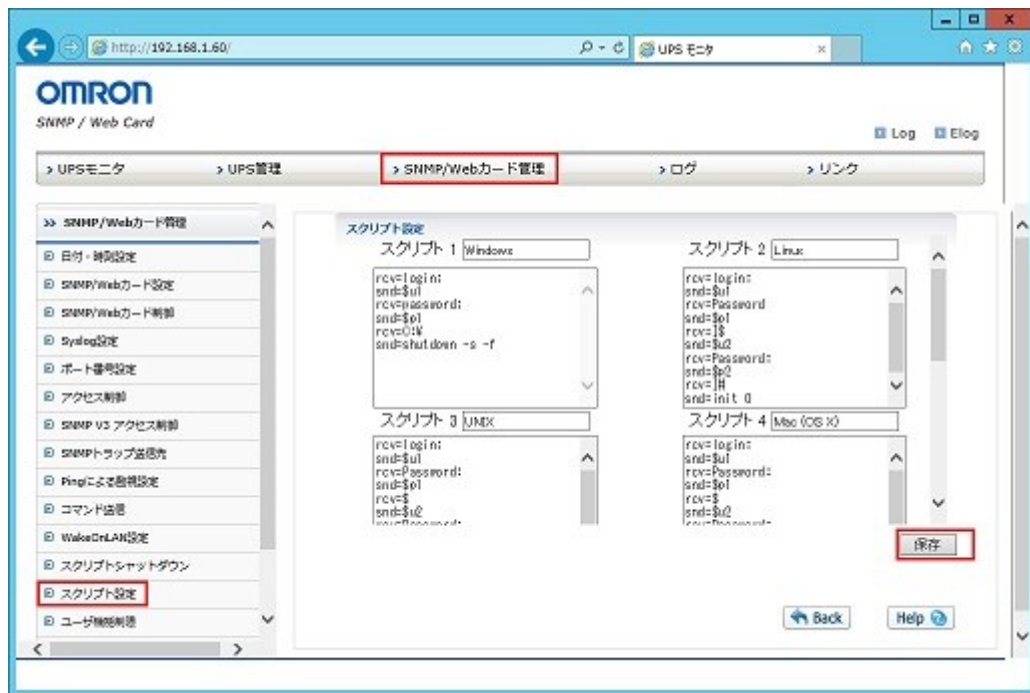 http://192.168.1.60/
UPS モニタ
OMRON
SNMP / Web Card
Log Elog
UPSモニタ UPS管理 SNMP/Webカード管理 ログ リンク
SNMP/Webカード管理
日付・時刻設定
SNMP/Webカード設定
SNMP/Webカード制御
Syslog設定
ポート番号設定
アクセス制御
SNMP V3 アクセス制御
SNMPトラップ送信先
Pingによる監視設定
コマンド送信
WakeOnLAN設定
スクリプトシャットダウン
スクリプト設定
ユーザ機能制限
スクリプト設定
スクリプト 1 Windows
rcv=login:
snd=$u1
rcv=password:
snd=$p1
rcv=C:¥
snd=shutdown -s -f
スクリプト 2 Linux
rcv=login:
snd=$u1
rcv=Password
snd=$p1
rcv=]$
snd=$u2
rcv=Password:
snd=$p2
rcv=]#
snd=init 0
スクリプト 3 UNIX
rcv=login:
snd=$u1
rcv=Password:
snd=$p1
rcv=$
snd=$u2
スクリプト 4 Mac (OS X)
rcv=login:
snd=$u1
rcv=Password:
snd=$p1
rcv=$
snd=$u2
保存
Back Help